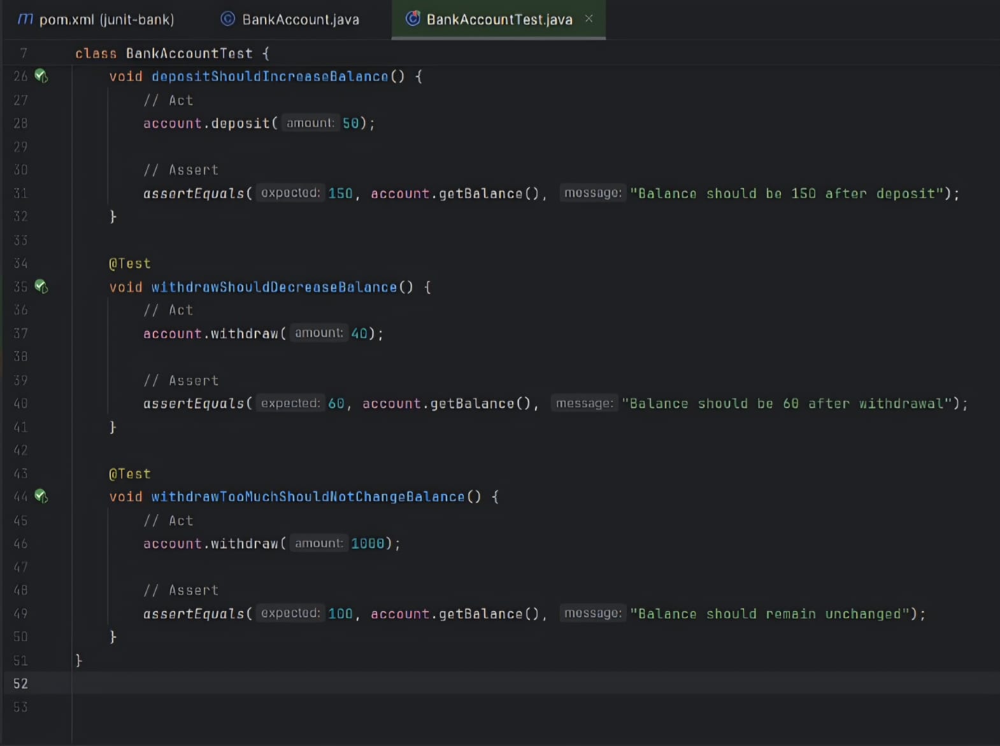 pom.xml (junit-bank) BankAccount.java BankAccountTest.java
7 class BankAccountTest {
26 void depositShouldIncreaseBalance() {
27 // Act
28 account.deposit( amount: 50);
29
30 // Assert
31 assertEquals( expected: 150, account.getBalance(), message: "Balance should be 150 after deposit");
32 }
33
34 @Test
35 void withdrawShouldDecreaseBalance() {
36 // Act
37 account.withdraw( amount: 40);
38
39 // Assert
40 assertEquals( expected: 60, account.getBalance(), message: "Balance should be 60 after withdrawal");
41 }
42
43 @Test
44 void withdrawTooMuchShouldNotChangeBalance() {
45 // Act
46 account.withdraw( amount: 1000);
47
48 // Assert
49 assertEquals( expected: 100, account.getBalance(), message: "Balance should remain unchanged");
50 }
51 }
52
53